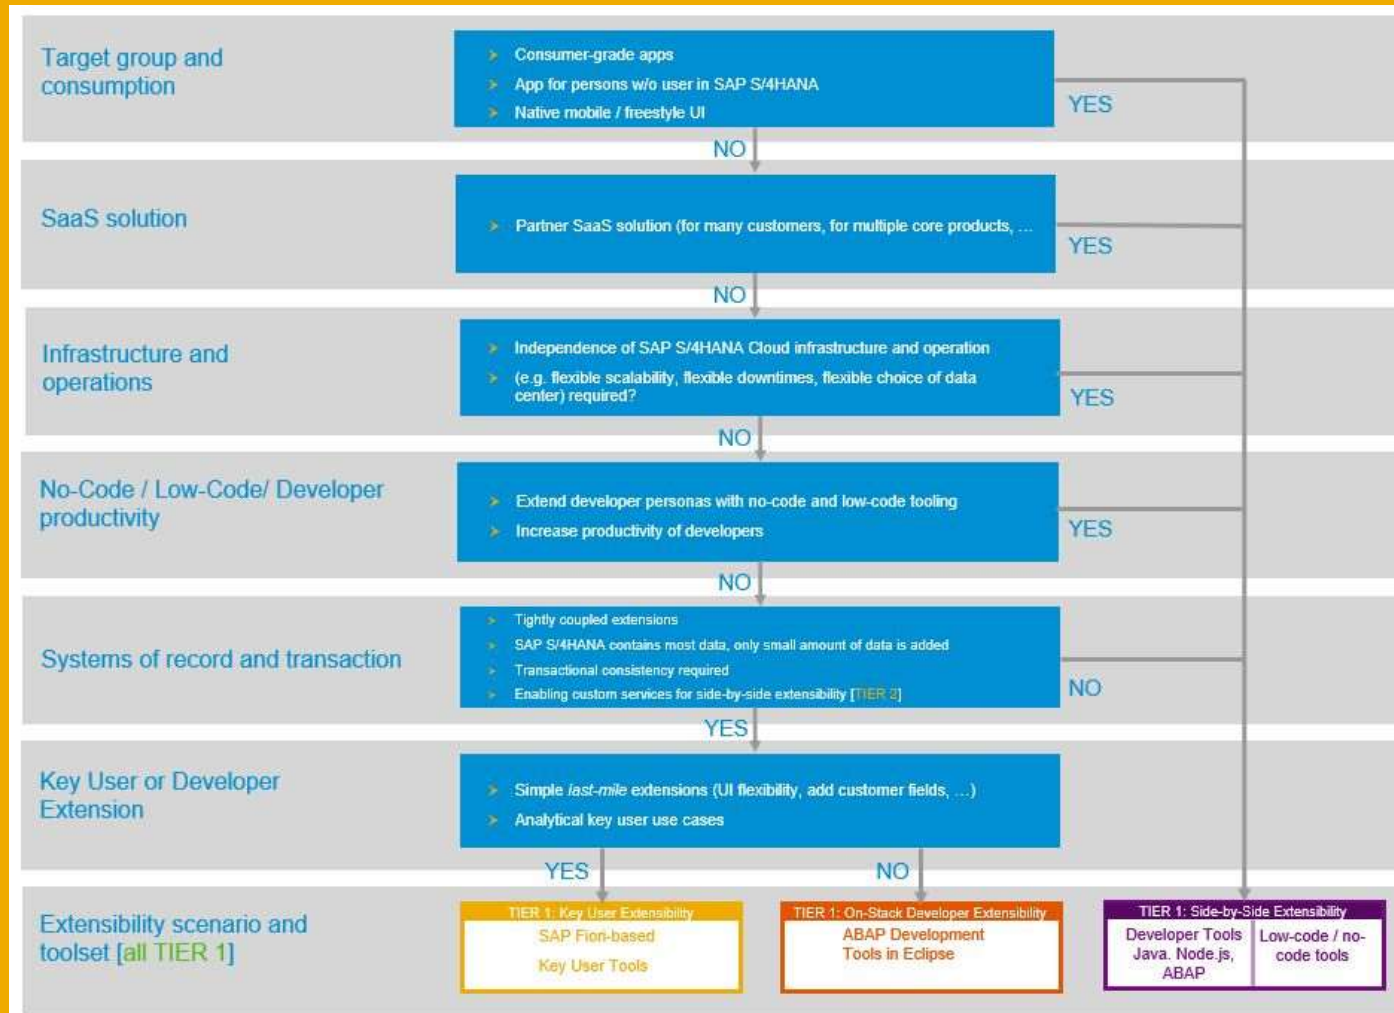 Target group and
consumption
Consumer-grade apps
App for persons w/o user in SAP S/4HANA
Native mobile / freestyle UI
YES
NO
SaaS solution
Partner SaaS solution (for many customers, for multiple core products, …
YES
NO
Infrastructure and
operations
Independence of SAP S/4HANA Cloud infrastructure and operation
(e.g. flexible scalability, flexible downtimes, flexible choice of data
center) required?
YES
NO
No-Code / Low-Code/ Developer
productivity
Extend developer personas with no-code and low-code tooling
Increase productivity of developers
YES
NO
Systems of record and transaction
Tightly coupled extensions
SAP S/4HANA contains most data, only small amount of data is added
Transactional consistency required
Enabling custom services for side-by-side extensibility [TIER 2]
NO
YES
Key User or Developer
Extension
Simple last-mile extensions (UI flexibility, add customer fields, …)
Analytical key user use cases
YES
NO
Extensibility scenario and
toolset [all TIER 1]
TIER 1: Key User Extensibility
SAP Fiori-based
Key User Tools
TIER 1: On-Stack Developer Extensibility
ABAP Development
Tools in Eclipse
TIER 1: Side-by-Side Extensibility
Developer Tools
Java. Node.js,
ABAP
Low-code / no-
code tools